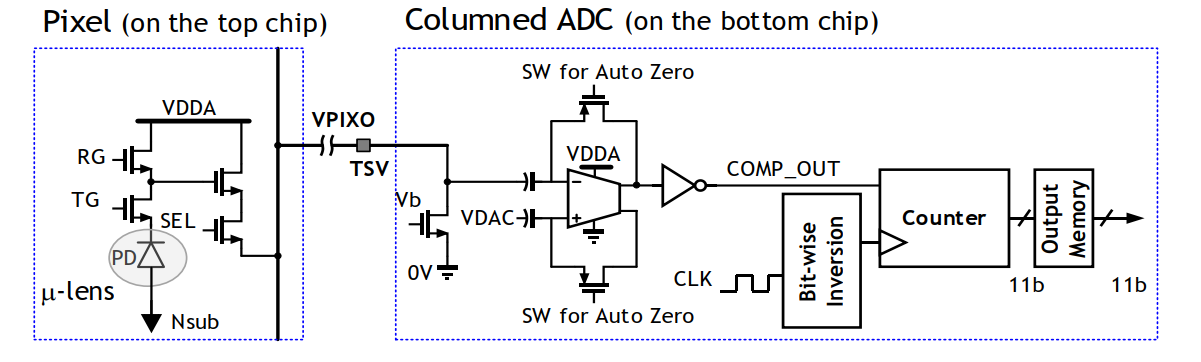 Pixel (on the top chip)
Columned ADC (on the bottom chip)
SW for Auto Zero
VDDA
VPIXO
RG
TSV
VDDA
COMP_OUT
TG
SEL
Vb
VDAC
−
+
Counter
Output
Memory
PD
0V
CLK
Bit-wise
Inversion
11b
11b
μ-lens
Nsub
SW for Auto Zero